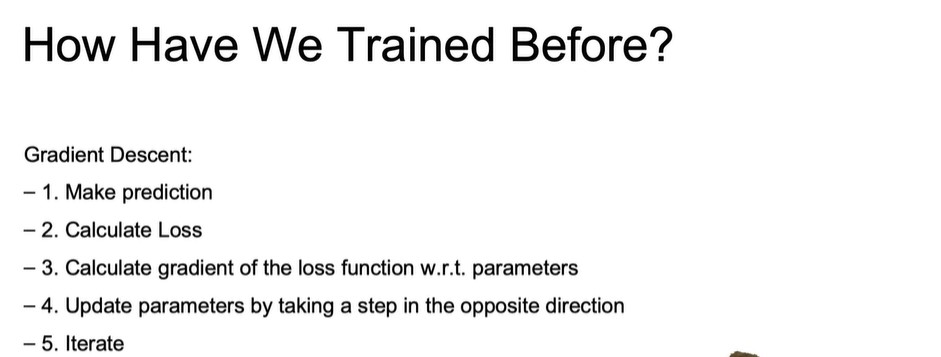 How Have We Trained Before?
Gradient Descent:
– 1. Make prediction
– 2. Calculate Loss
– 3. Calculate gradient of the loss function w.r.t. parameters
– 4. Update parameters by taking a step in the opposite direction
– 5. Iterate